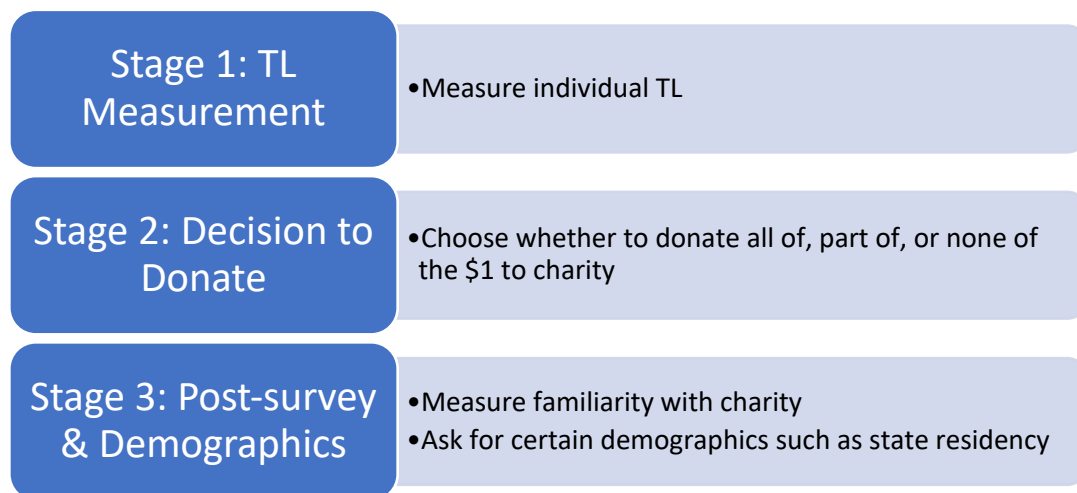 Stage 1: TL
Measurement
•Measure individual TL
Stage 2: Decision to
Donate
•Choose whether to donate all of, part of, or none of
the $1 to charity
Stage 3: Post-survey
& Demographics
•Measure familiarity with charity
•Ask for certain demographics such as state residency